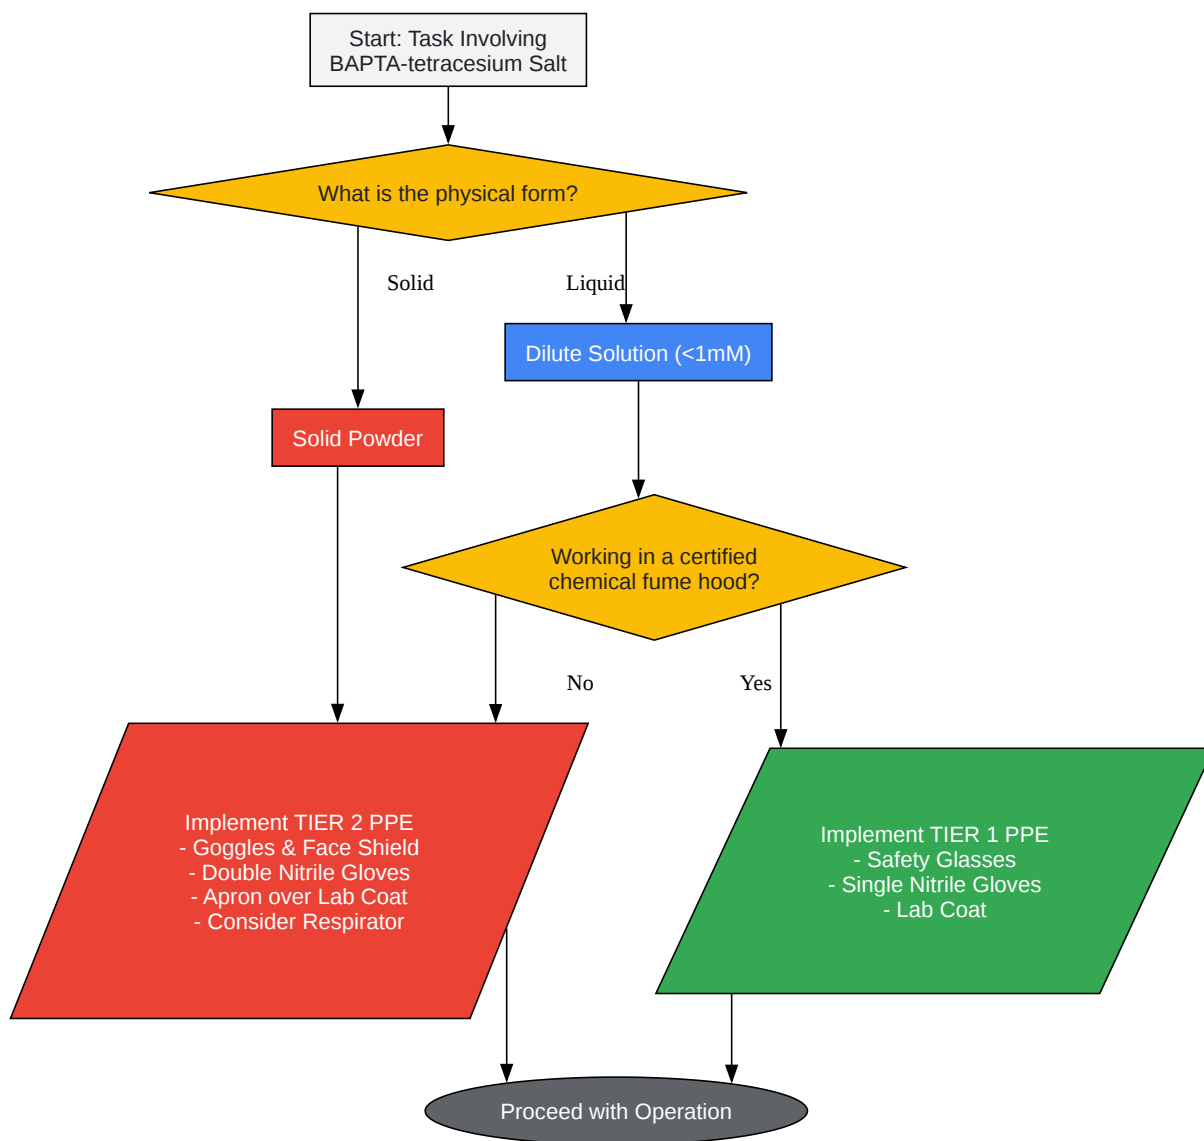 Start: Task Involving
BAPTA-tetracesium Salt
What is the physical form?
Solid
Liquid
Dilute Solution (<1mM)
Solid Powder
Working in a certified
chemical fume hood?
No
Yes
Implement TIER 2 PPE
- Goggles & Face Shield
- Double Nitrile Gloves
- Apron over Lab Coat
- Consider Respirator
Implement TIER 1 PPE
- Safety Glasses
- Single Nitrile Gloves
- Lab Coat
Proceed with Operation